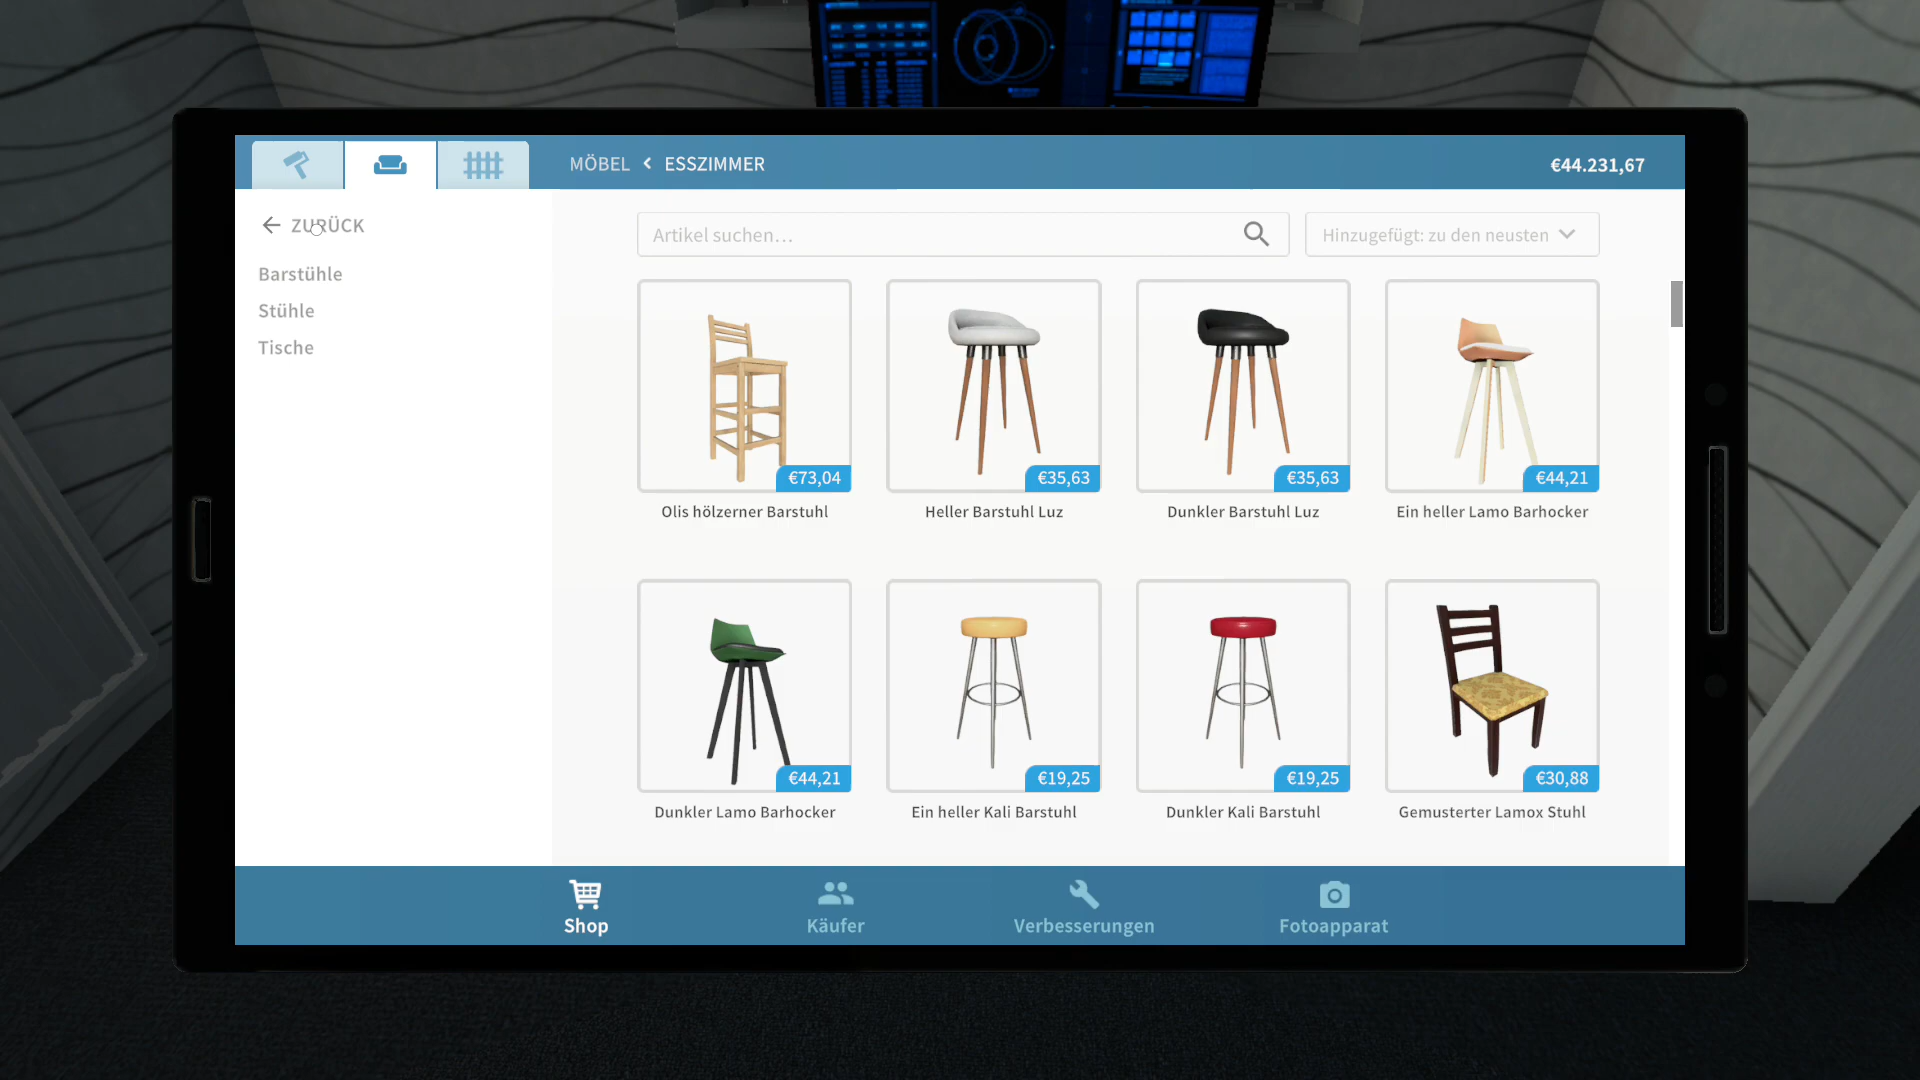 MÖBEL < ESSZIMMER
€44.231,67
ZURÜCK
Barstühle
Stühle
Tische
Artikel suchen...
Hinzugefügt: zu den neusten
€73,04
€35,63
€35,63
€44,21
Olis hölzerner Barstuhl
Heller Barstuhl Luz
Dunkler Barstuhl Luz
Ein heller Lamo Barhocker
€44,21
€19,25
€19,25
€30,88
Dunkler Lamo Barhocker
Ein heller Kali Barstuhl
Dunkler Kali Barstuhl
Gemusterter Lamox Stuhl
Shop
Käufer
Verbesserungen
Fotoapparat